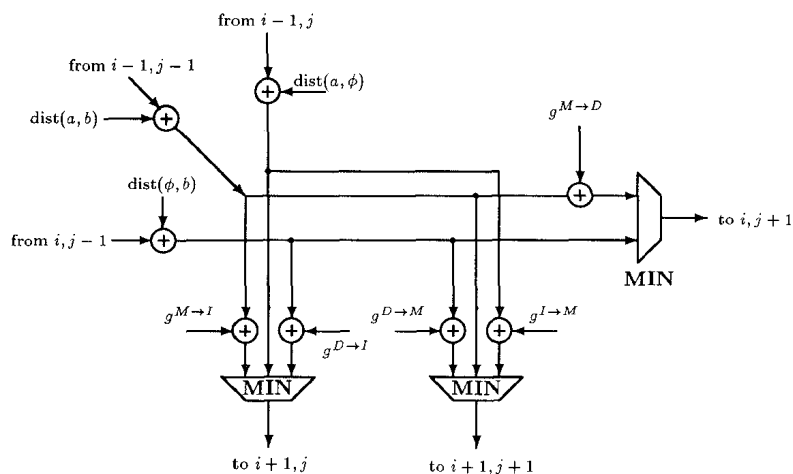 from i − 1, j
from i − 1, j − 1
dist(a, ϕ)
+
dist(a, b)
+
g^{M→D}
dist(ϕ, b)
+
from i, j − 1
+
to i, j + 1
MIN
g^{M→I}
+
+
g^{D→I}
g^{D→M}
+
+
g^{I→M}
MIN
MIN
to i + 1, j
to i + 1, j + 1